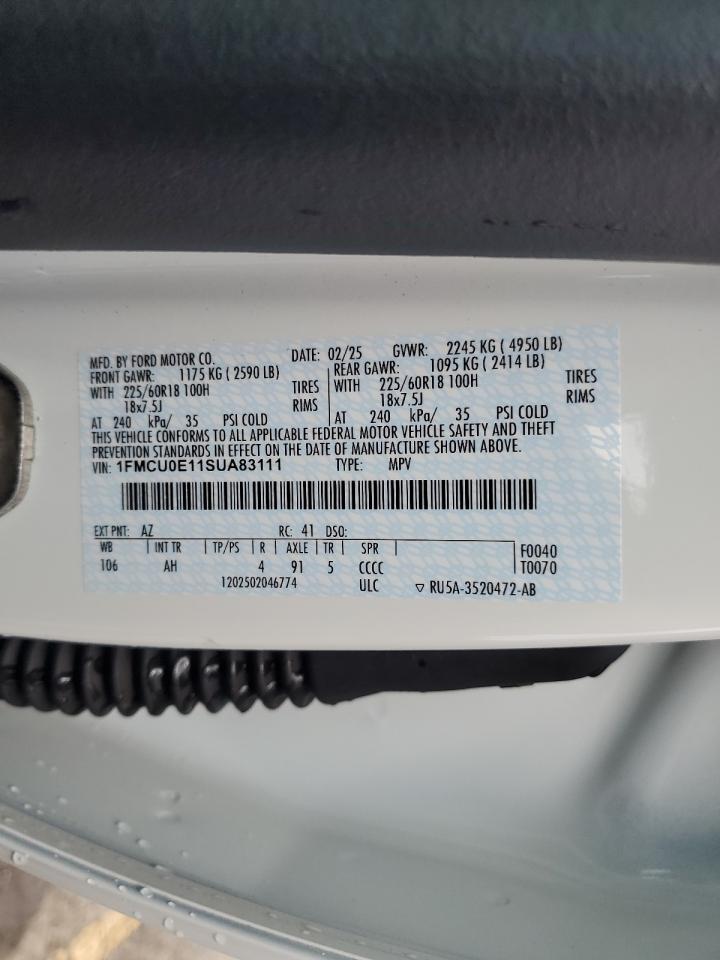 MFD. BY FORD MOTOR CO. DATE: 02/25 GVWR: 2245 KG ( 4950 LB)
FRONT GAWR: 1175 KG ( 2590 LB) REAR GAWR: 1095 KG ( 2414 LB)
WITH 225/60R18 100H TIRES WITH 225/60R18 100H TIRES
18x7.5J RIMS 18x7.5J RIMS
AT 240 kPa/ 35 PSI COLD AT 240 kPa/ 35 PSI COLD
THIS VEHICLE CONFORMS TO ALL APPLICABLE FEDERAL MOTOR VEHICLE SAFETY AND THEFT
PREVENTION STANDARDS IN EFFECT ON THE DATE OF MANUFACTURE SHOWN ABOVE.
VIN: 1FMCU0E11SUA83111 TYPE: MPV
EXT PNT: AZ RC: 41 DSO:
WB | INT TR | TP/PS | R | AXLE | TR | SPR | F0040
106 AH 4 91 5 CCCC T0070
1202502046774 ULC ▽ RU5A-3520472-AB